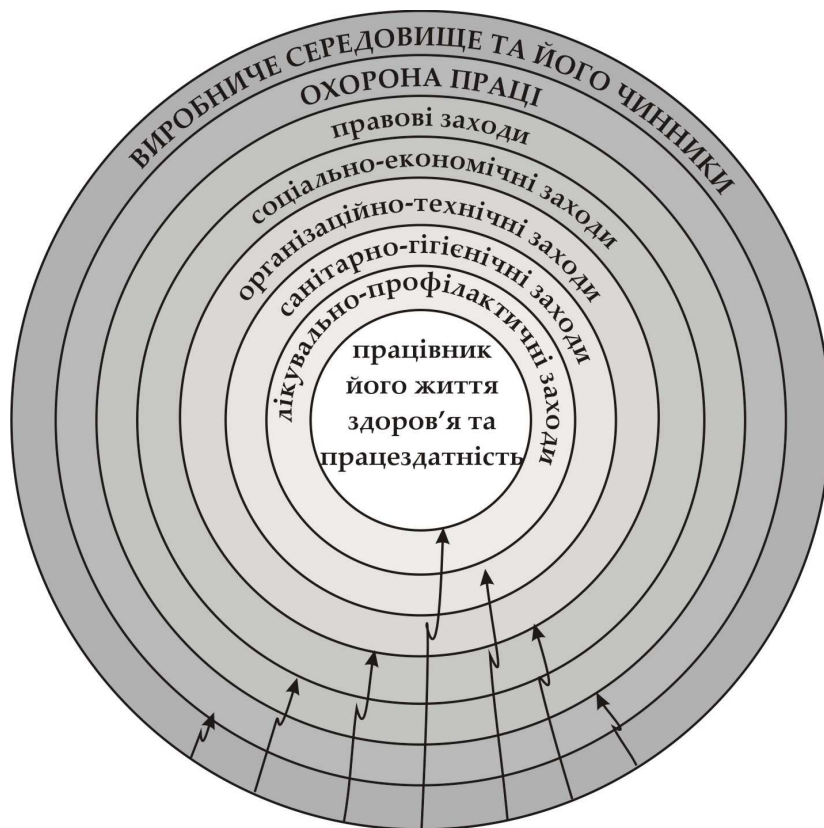 ВИРОБНИЧЕ СЕРЕДОВИЩЕ ТА ЙОГО ЧИННИКИ
ОХОРОНА ПРАЦІ
правові заходи
соціально-економічні заходи
організаційно-технічні заходи
санітарно-гігієнічні заходи
лікувально-профілактичні заходи
працівник
його життя
здоров’я та
працездатність